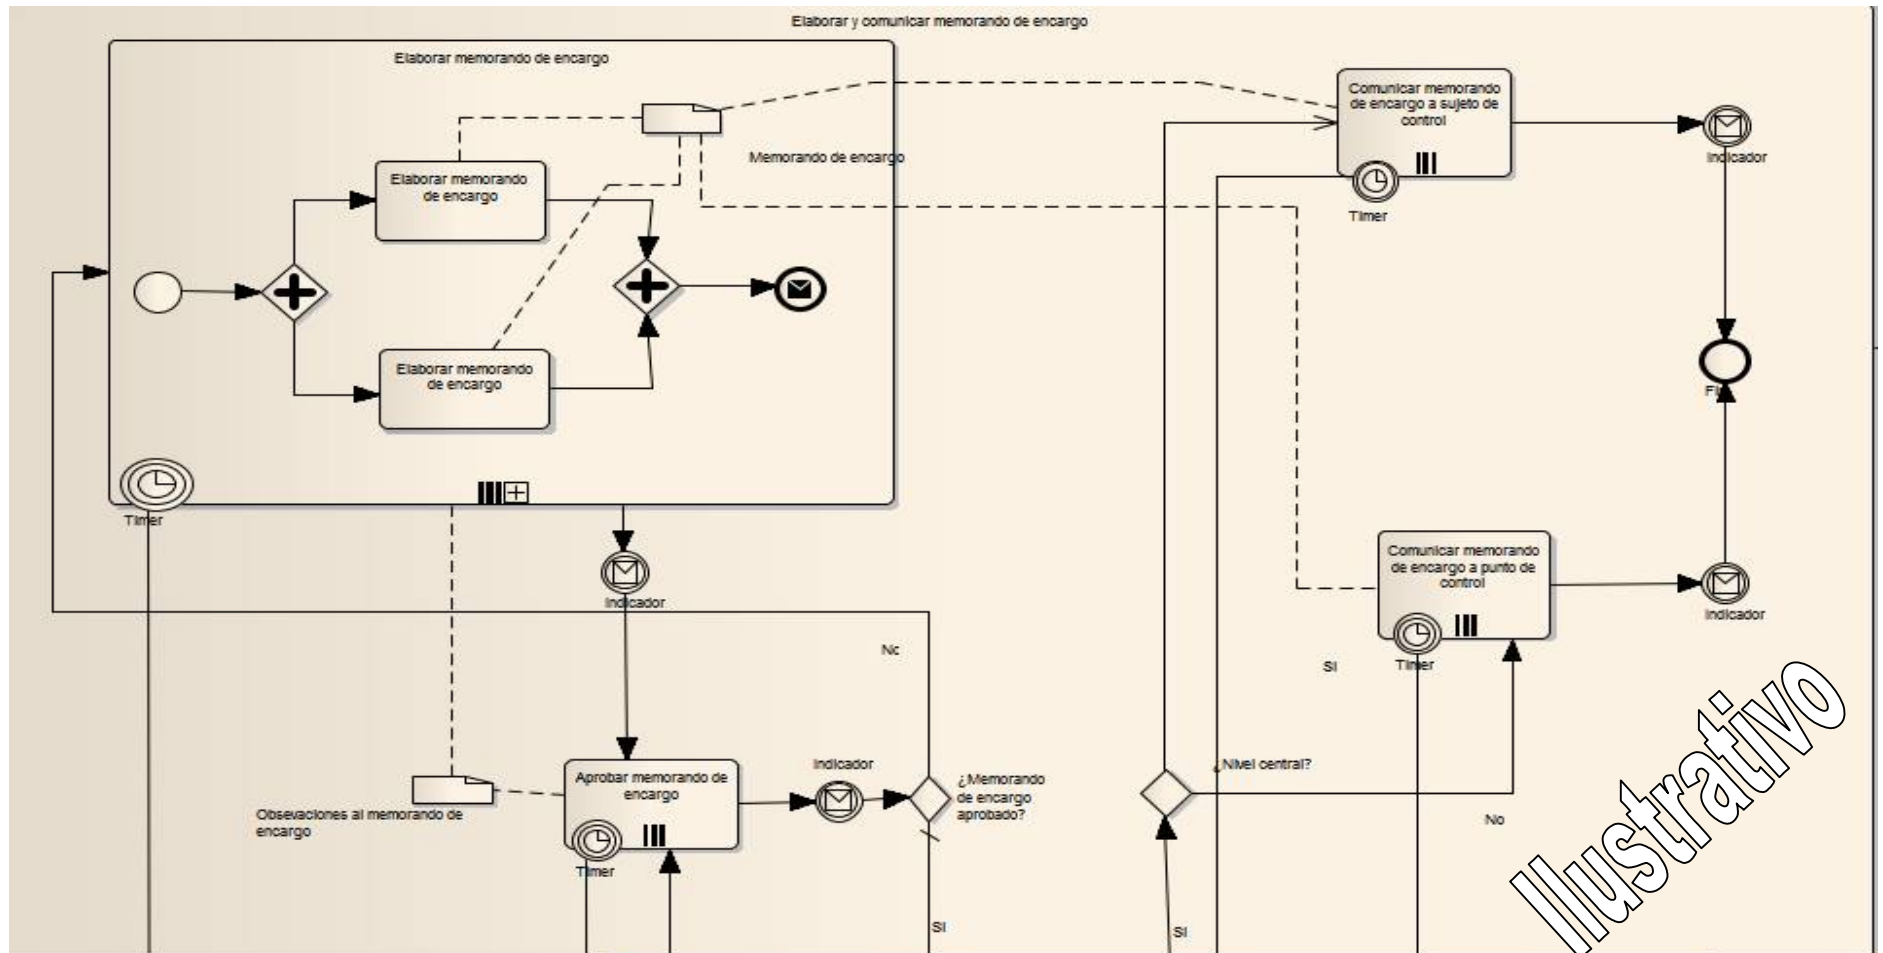 Elaborar y comunicar memorando de encargo
Elaborar memorando de encargo
Memorando de encargo
Elaborar memorando
de encargo
Elaborar memorando
de encargo
Timer
Indicador
No
Obsevaciones al memorando de
encargo
Aprobar memorando de
encargo
Timer
Indicador
¿Memorando
de encargo
aprobado?
SI
Comunicar memorando
de encargo a sujeto de
control
Timer
Indicador
Fin
Comunicar memorando
de encargo a punto de
control
Timer
Indicador
SI
¿Nivel central?
No
SI
Ilustrativo